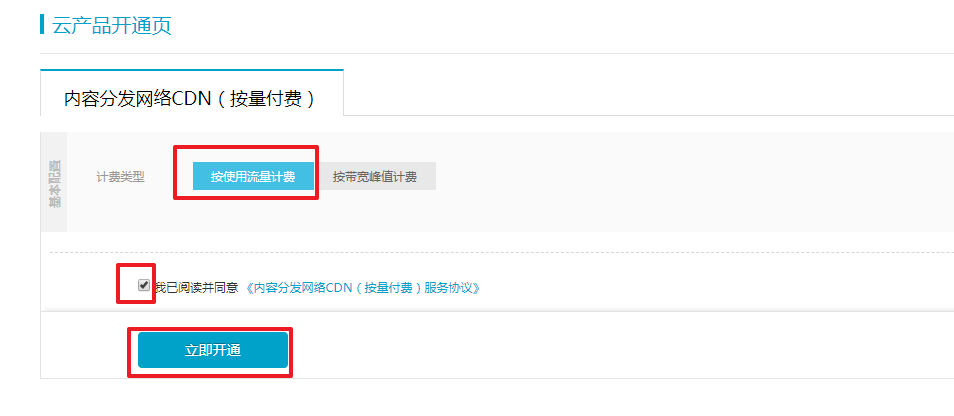 云产品开通页
内容分发网络CDN（按量付费）
基本配置
计费类型
按使用流量计费
按带宽峰值计费
我已阅读并同意 《内容分发网络CDN（按量付费）服务协议》
立即开通